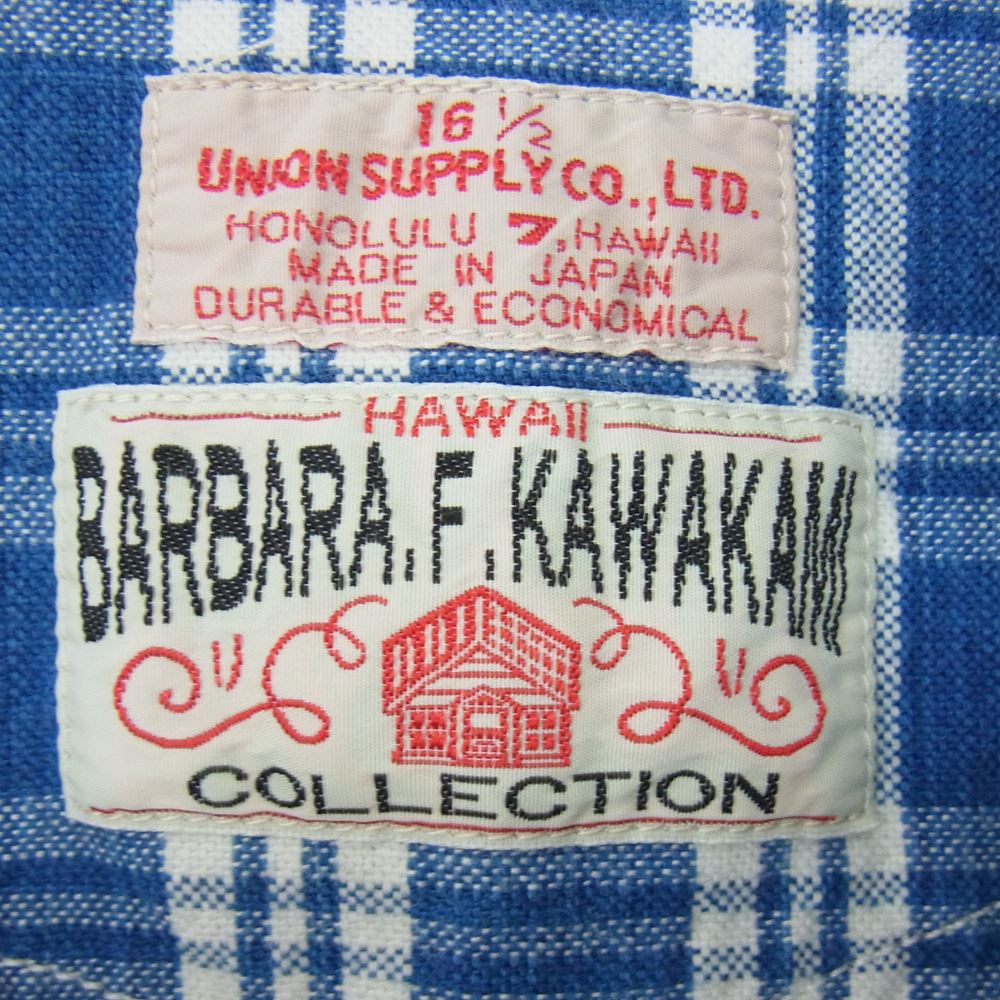 16 ½
UNION SUPPLY CO., LTD.
HONOLULU 7, HAWAII
MADE IN JAPAN
DURABLE & ECONOMICAL
HAWAII
BARBARA.F.KAWAKAMI
COLLECTION